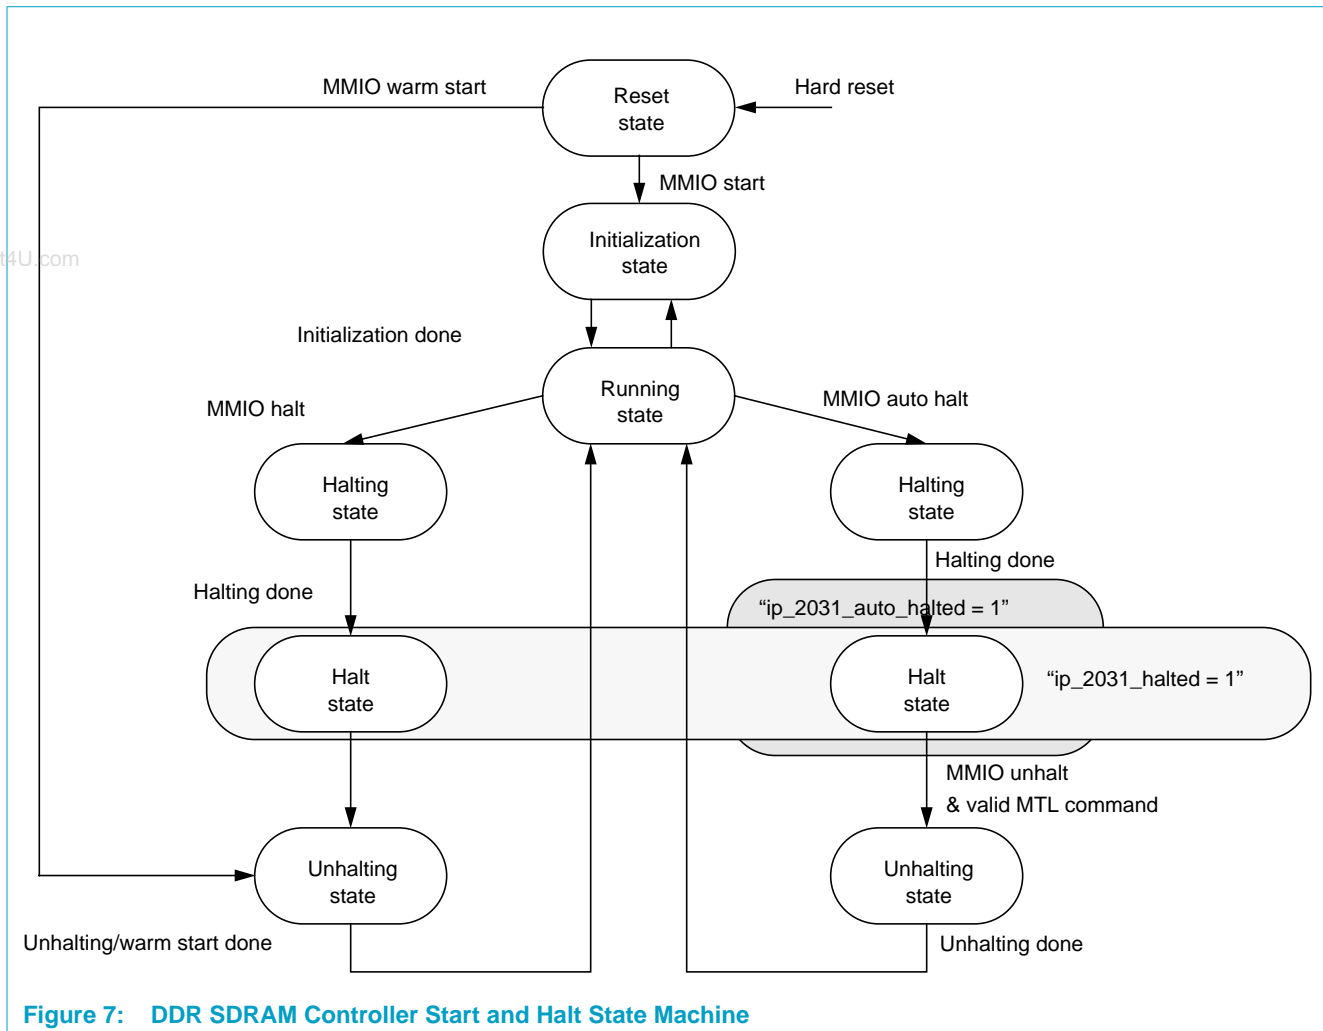 MMIO warm start
Hard reset
Reset
state
MMIO start
Initialization
state
t4U.com
Initialization done
Running
state
MMIO halt
MMIO auto halt
Halting
state
Halting
state
Halting done
Halting done
“ip_2031_auto_halted = 1”
Halt
state
Halt
state
“ip_2031_halted = 1”
MMIO unhalt
& valid MTL command
Unhalting
state
Unhalting
state
Unhalting/warm start done
Unhalting done
Figure 7: DDR SDRAM Controller Start and Halt State Machine